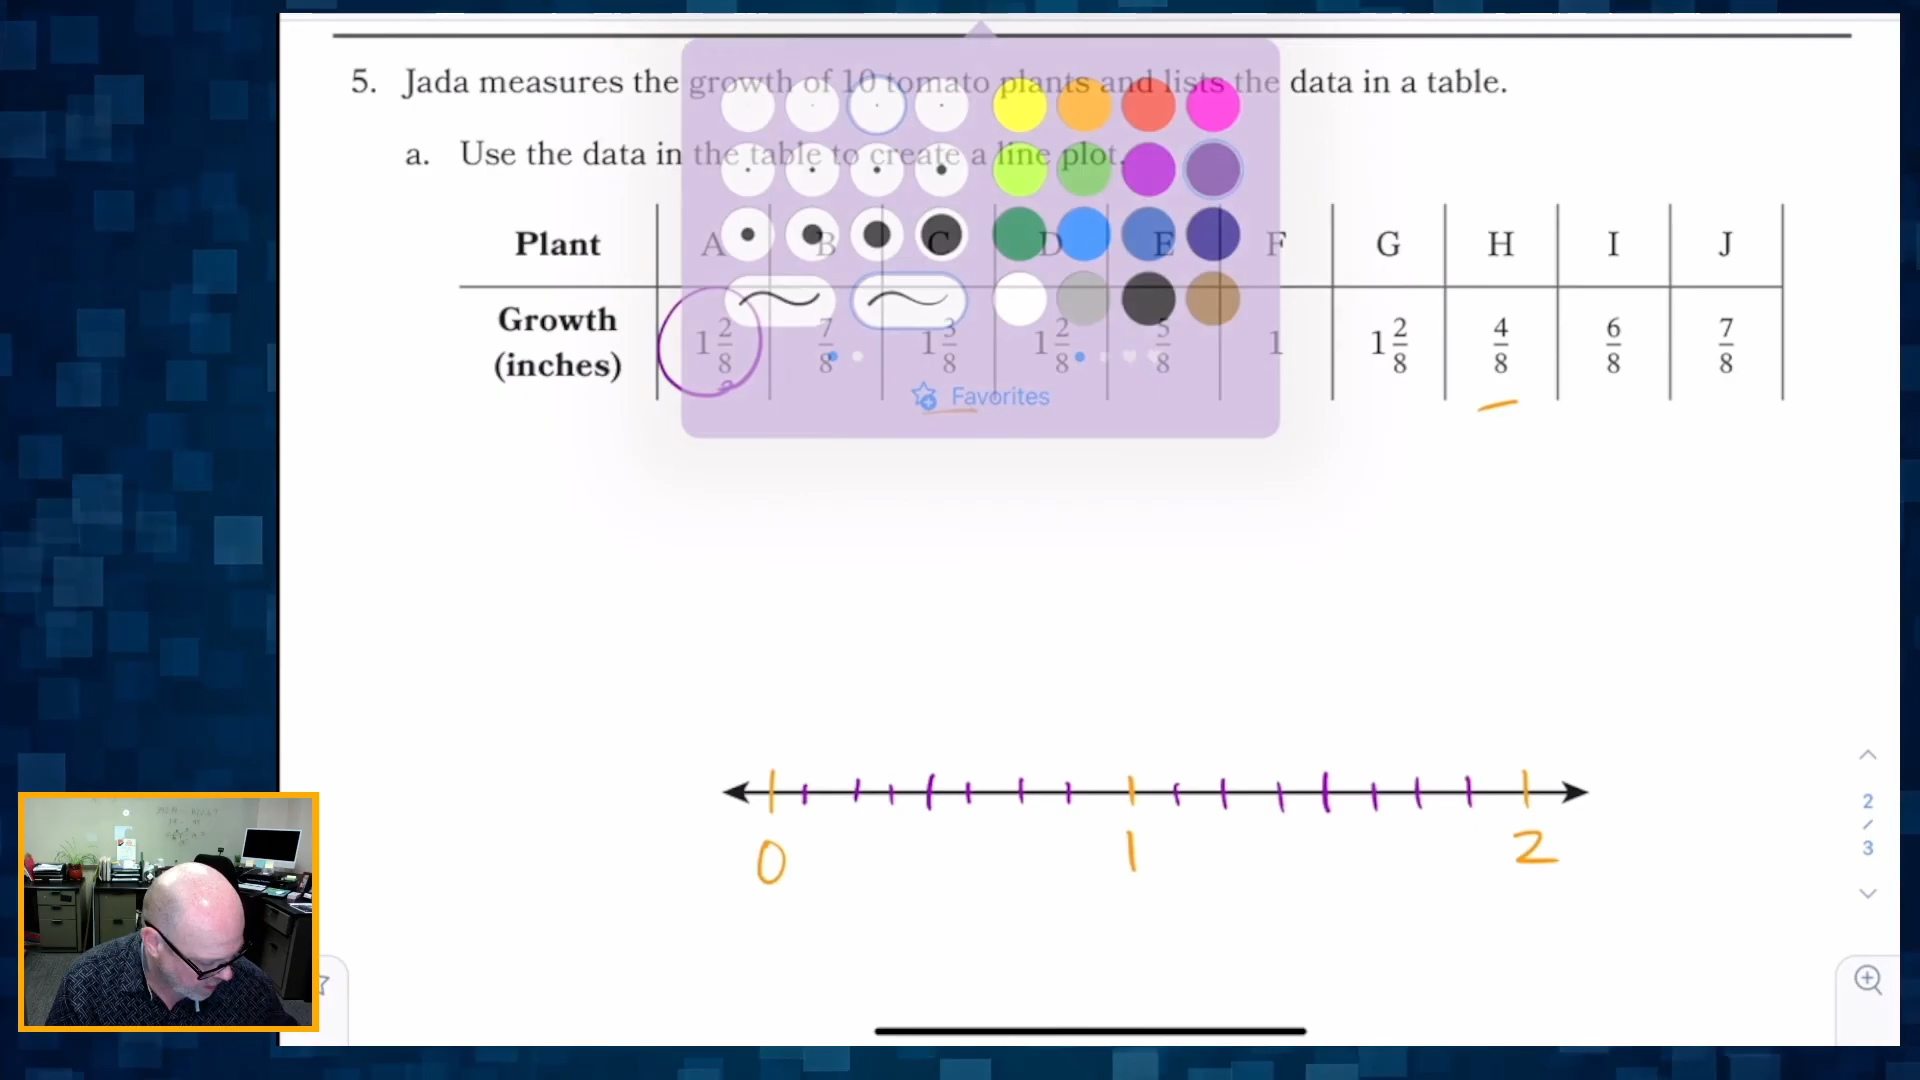 5. Jada measures the growth of 10 tomato plants and lists the data in a table.
a. Use the data in the table to create a line plot.
Plant A B C D E F G H I J
Growth (inches) 1 2/8 7/8 1 3/8 1 2/8 5/8 1 1 2/8 4/8 6/8 7/8
Favorites
0 1 2
2 / 3